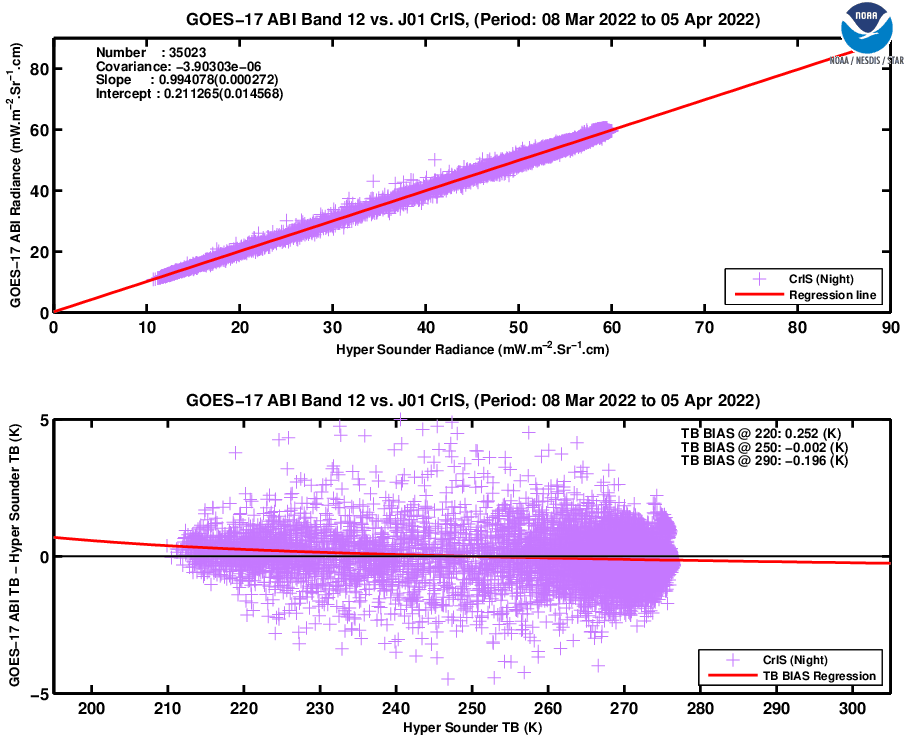 GOES−17 ABI Band 12 vs. J01 CrIS, (Period: 08 Mar 2022 to 05 Apr 2022)
NOAA
NOAA / NESDIS / STAR
Number : 35023
Covariance: −3.90303e−06
Slope : 0.994078(0.000272)
Intercept : 0.211265(0.014568)
GOES−17 ABI Radiance (mW.m−2.Sr−1.cm)
80
60
40
20
0
CrIS (Night)
Regression line
0 10 20 30 40 50 60 70 80 90
Hyper Sounder Radiance (mW.m−2.Sr−1.cm)
GOES−17 ABI Band 12 vs. J01 CrIS, (Period: 08 Mar 2022 to 05 Apr 2022)
TB BIAS @ 220: 0.252 (K)
TB BIAS @ 250: −0.002 (K)
TB BIAS @ 290: −0.196 (K)
GOES−17 ABI TB − Hyper Sounder TB (K)
5
0
−5
CrIS (Night)
TB BIAS Regression
200 210 220 230 240 250 260 270 280 290 300
Hyper Sounder TB (K)